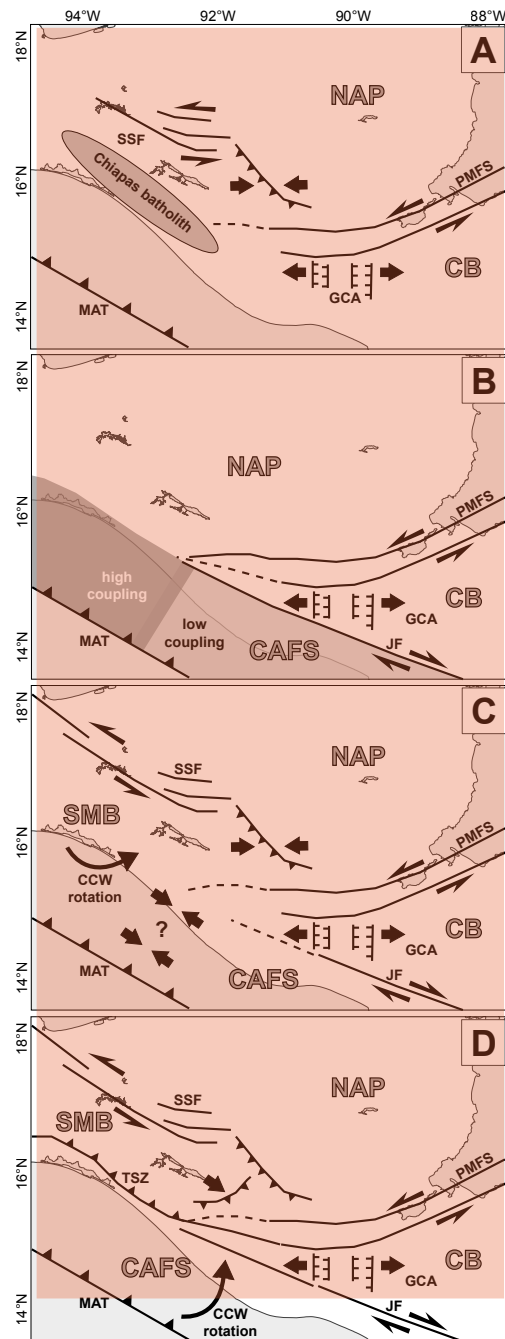 94°W 92°W 90°W 88°W
18°N
A
NAP
SSF
16°N
Chiapas batholith
PMFS
CB
GCA
MAT
14°N
18°N
B
NAP
16°N
PMFS
high
coupling
CB
low
coupling
GCA
MAT
CAFS
JF
14°N
18°N
C
NAP
SSF
SMB
16°N
PMFS
CCW
rotation
?
CB
GCA
MAT
CAFS
JF
14°N
18°N
D
NAP
SSF
SMB
16°N
TSZ
PMFS
CB
CAFS
GCA
MAT
JF
CCW
rotation
14°N